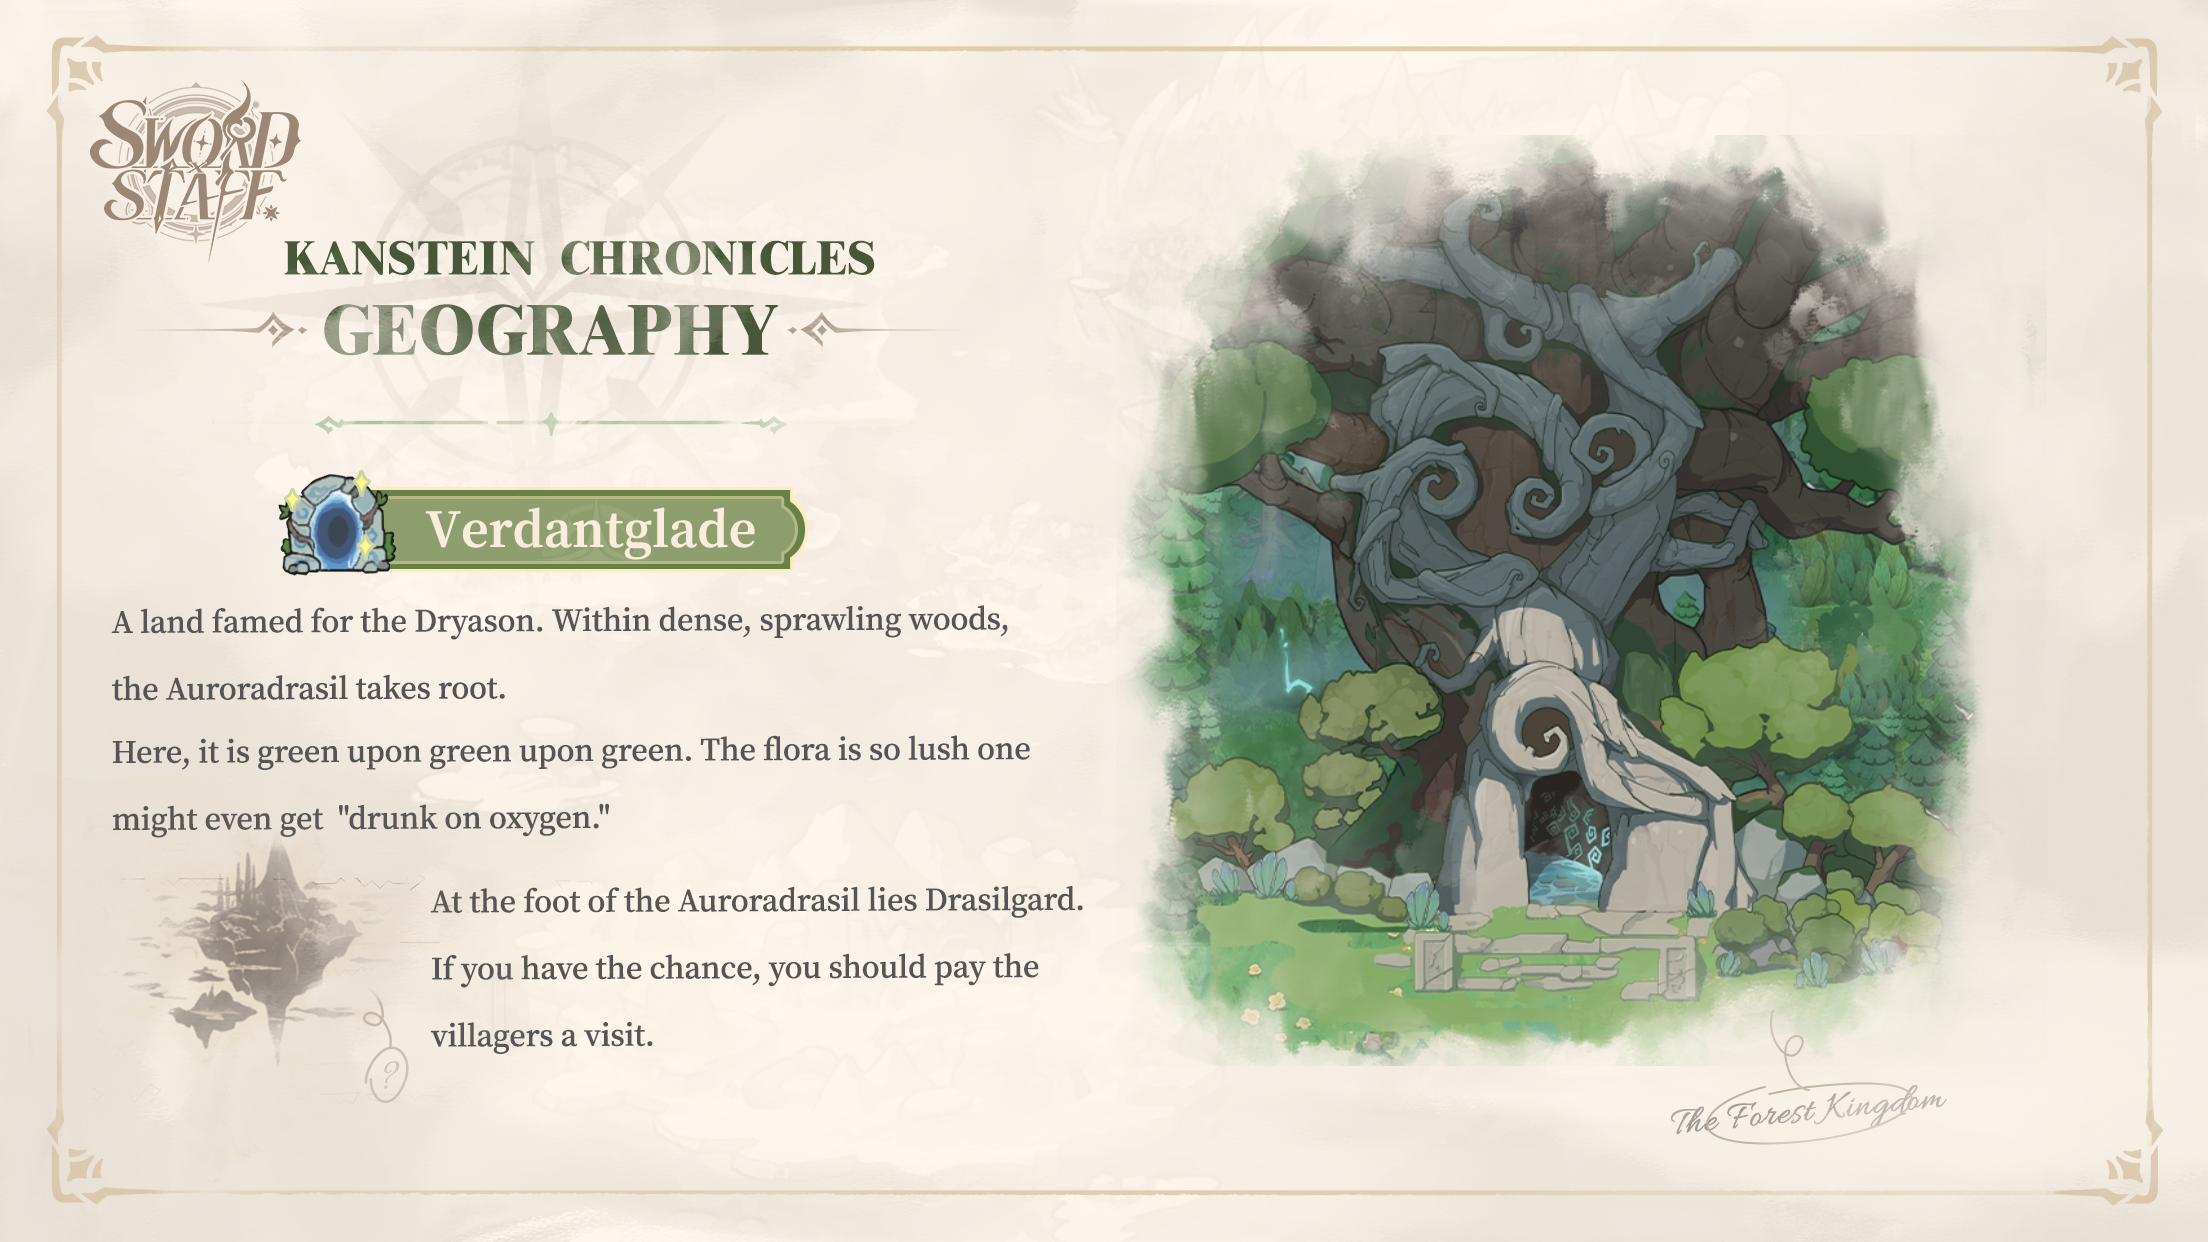 SWORD
X
STAFF
KANSTEIN CHRONICLES
GEOGRAPHY
Verdantglade
A land famed for the Dryason. Within dense, sprawling woods,
the Auroradrasil takes root.
Here, it is green upon green upon green. The flora is so lush one
might even get "drunk on oxygen."
At the foot of the Auroradrasil lies Drasilgard.
If you have the chance, you should pay the
villagers a visit.
?
The Forest Kingdom